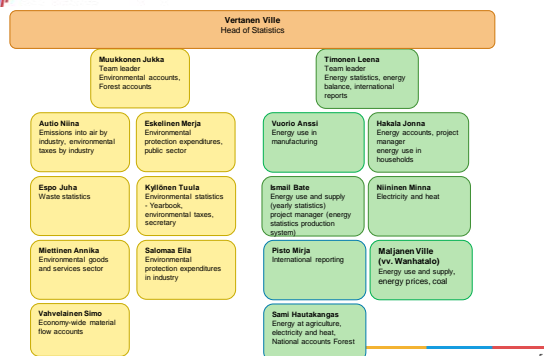 Vertanen Ville
Head of Statistics
Muukkonen Jukka
Team leader
Environmental accounts,
Forest accounts
Timonen Leena
Team leader
Energy statistics, energy
balance, international
reports
Autio Niina
Emissions into air by
industry, environmental
taxes by industry
Eskelinen Merja
Environmental
protection expenditures,
public sector
Vuorio Anssi
Energy use in
manufacturing
Hakala Jonna
Energy accounts, project
manager
energy use in
households
Espo Juha
Waste statistics
Kyllönen Tuula
Environmental statistics
- Yearbook,
environmental taxes,
secretary
Ismail Bate
Energy use and supply
(yearly statistics)
project manager (energy
statistics production
system)
Niininen Minna
Electricity and heat
Miettinen Annika
Environmental goods
and services sector
Salomaa Eila
Environmental
protection expenditures
in industry
Pisto Mirja
International reporting
Maljanen Ville
(vv. Wanhatalo)
Energy use and supply,
energy prices, coal
Vahvelainen Simo
Economy-wide material
flow accounts
Sami Hautakangas
Energy at agriculture,
electricity and heat,
National accounts Forest